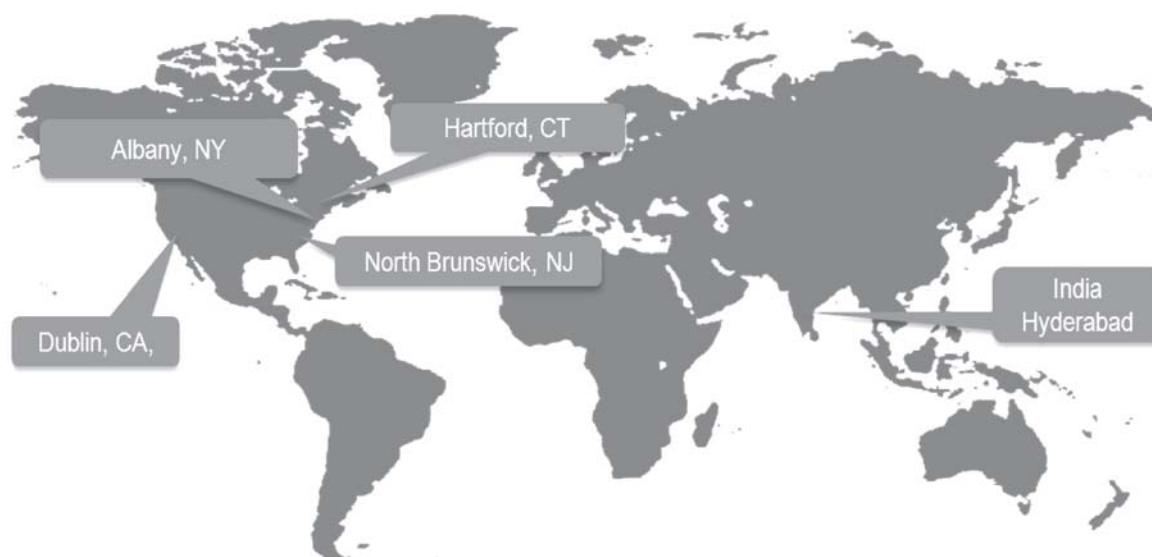 Hartford, CT
Albany, NY
North Brunswick, NJ
India
Hyderabad
Dublin, CA,